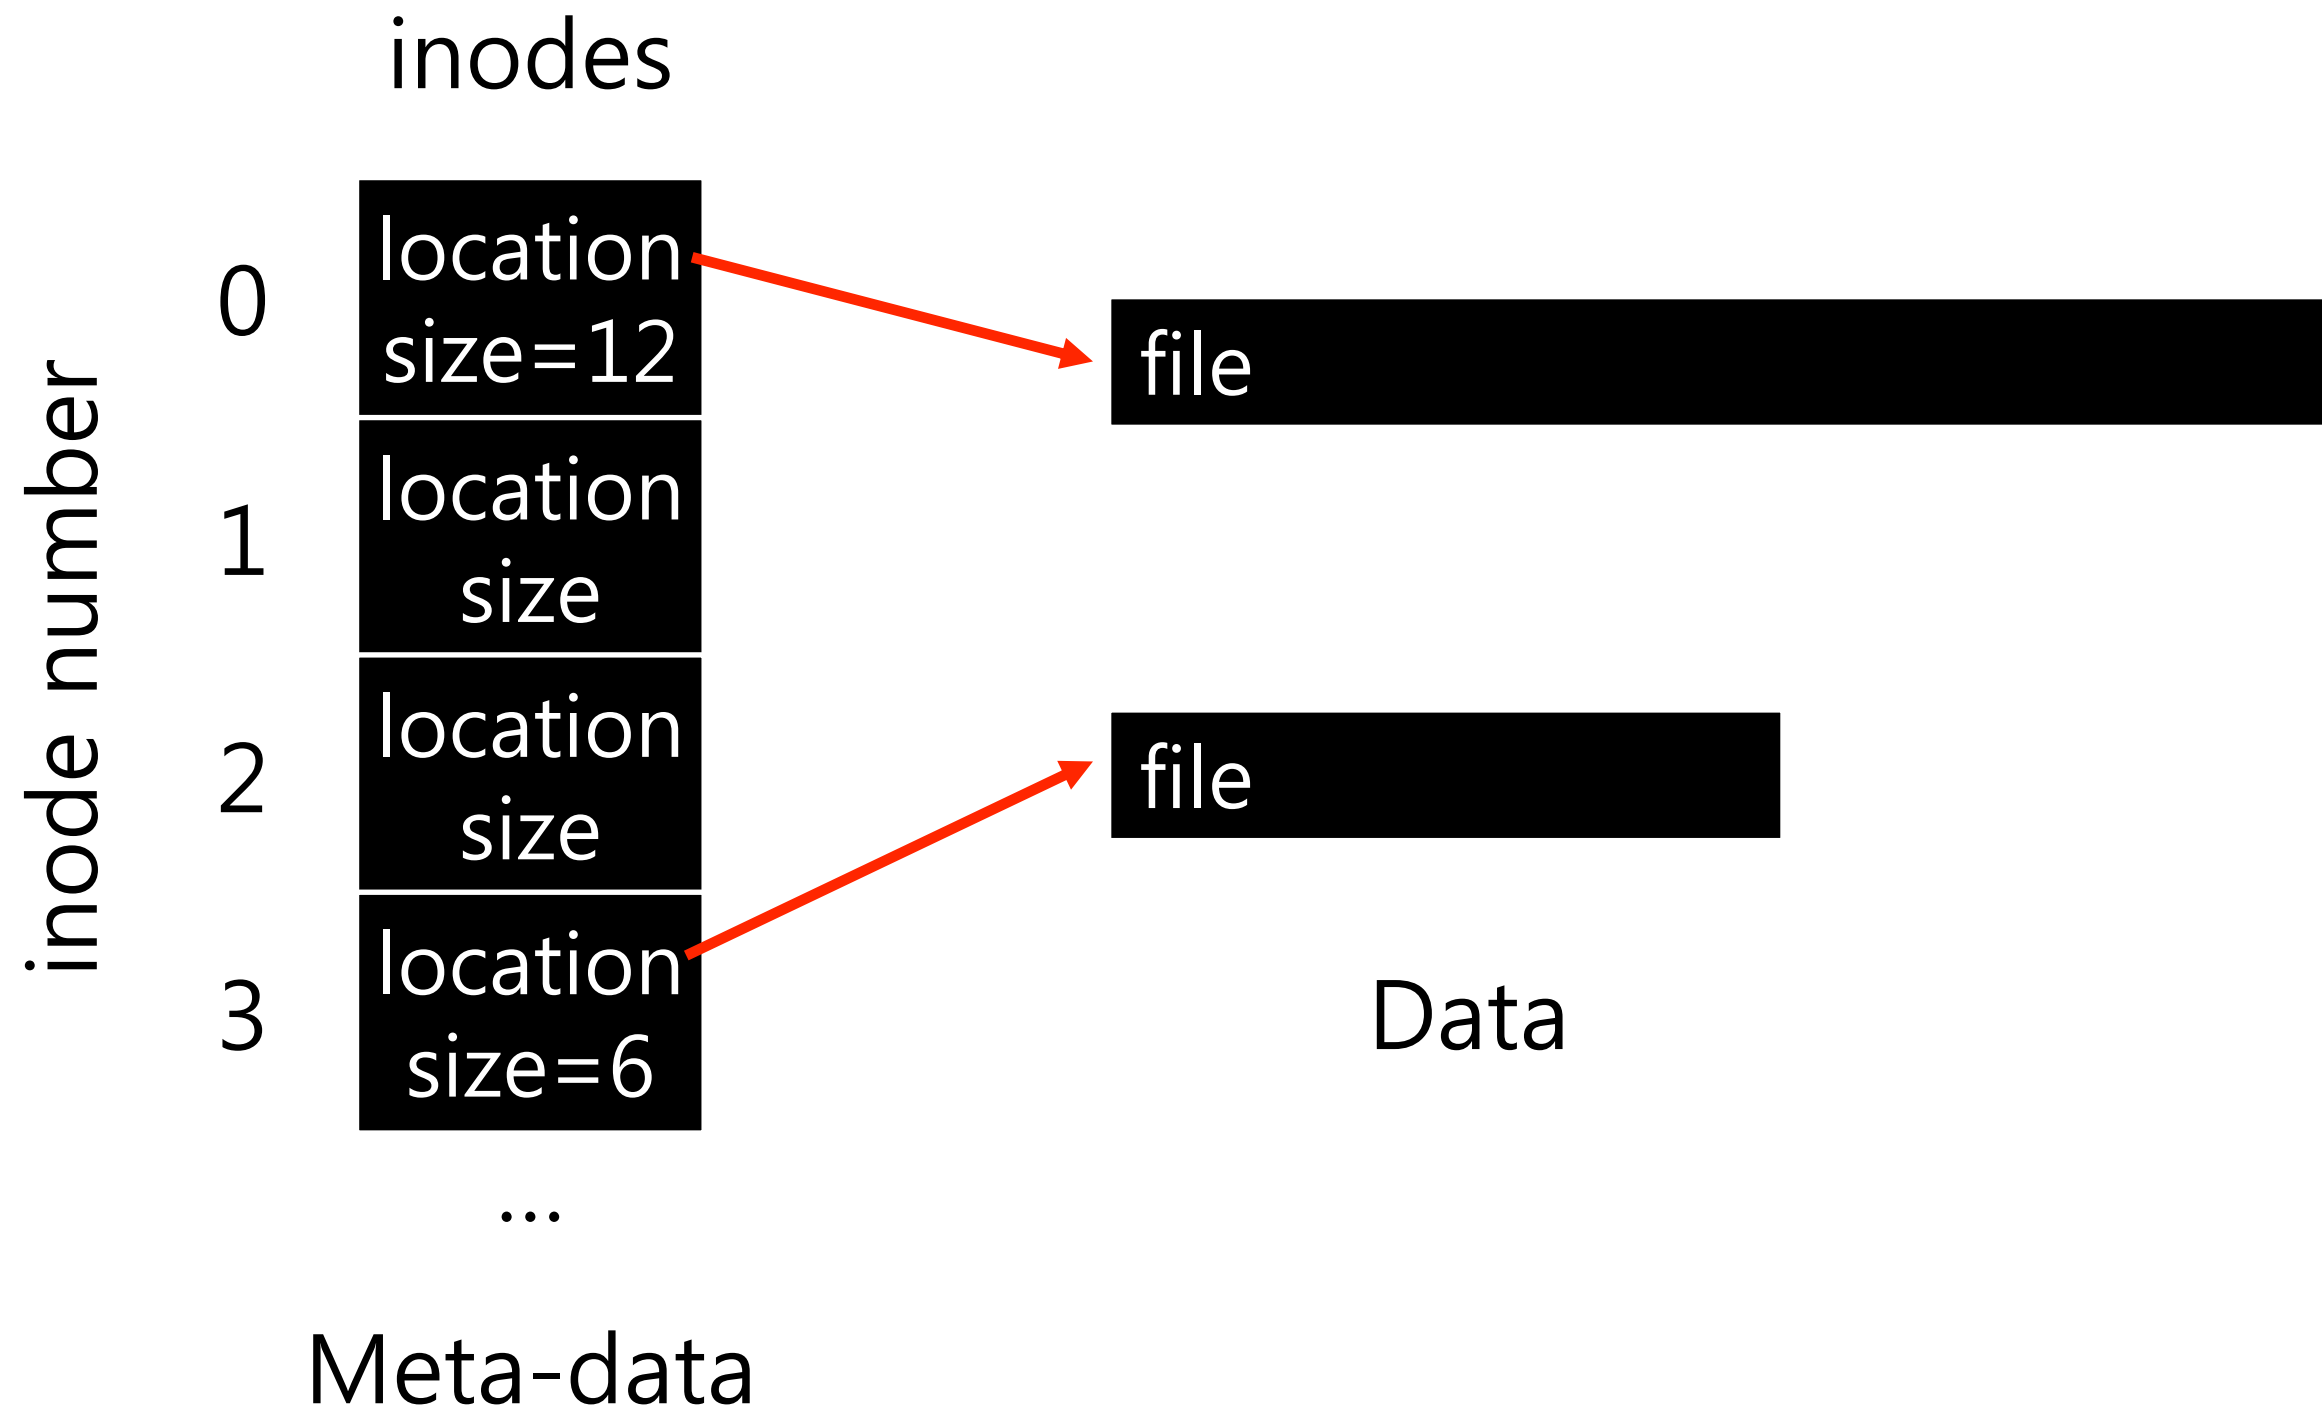 inodes
inode number
0
location
size=12
file
1
location
size
2
location
size
file
3
location
size=6
Data
...
Meta-data